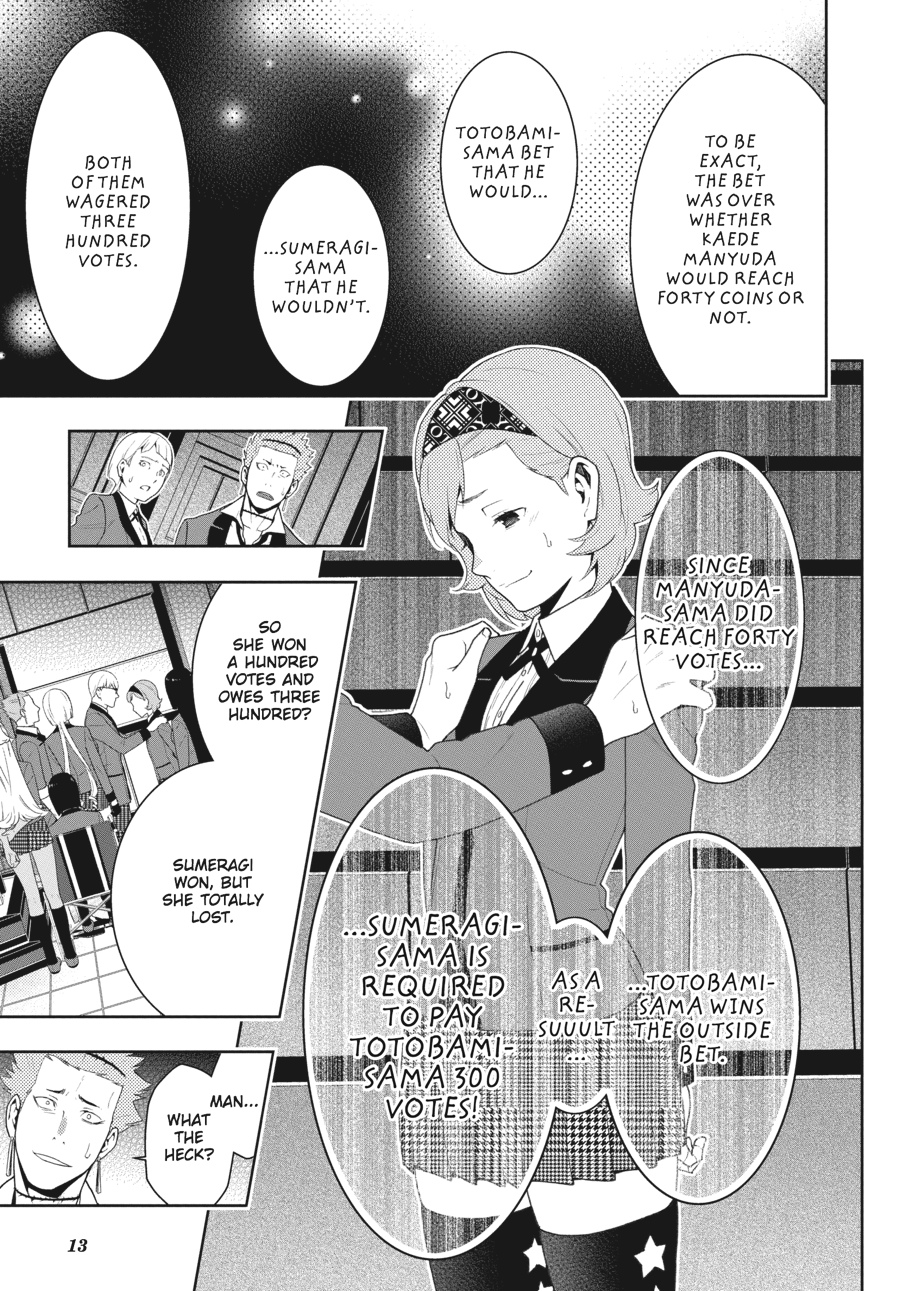 TO BE
EXACT,
THE BET
WAS OVER
WHETHER
KAEDE
MANYUDA
WOULD REACH
FORTY COINS OR
NOT.
TOTOBAMI-
SAMA BET
THAT HE
WOULD...
...SUMERAGI-
SAMA
THAT HE
WOULDN'T.
BOTH
OF THEM
WAGERED
THREE
HUNDRED
VOTES.
SINCE
MANYUDA-
SAMA DID
REACH FORTY
VOTES...
...TOTOBAMI-
SAMA WINS
THE OUTSIDE
BET.
AS A
RE-
SUUULT
...
...SUMERAGI-
SAMA IS
REQUIRED
TO PAY
TOTOBAMI-
SAMA 300
VOTES!
SO
SHE WON
A HUNDRED
VOTES AND
OWES THREE
HUNDRED?
SUMERAGI
WON, BUT
SHE TOTALLY
LOST.
MAN...
WHAT
THE
HECK?
13